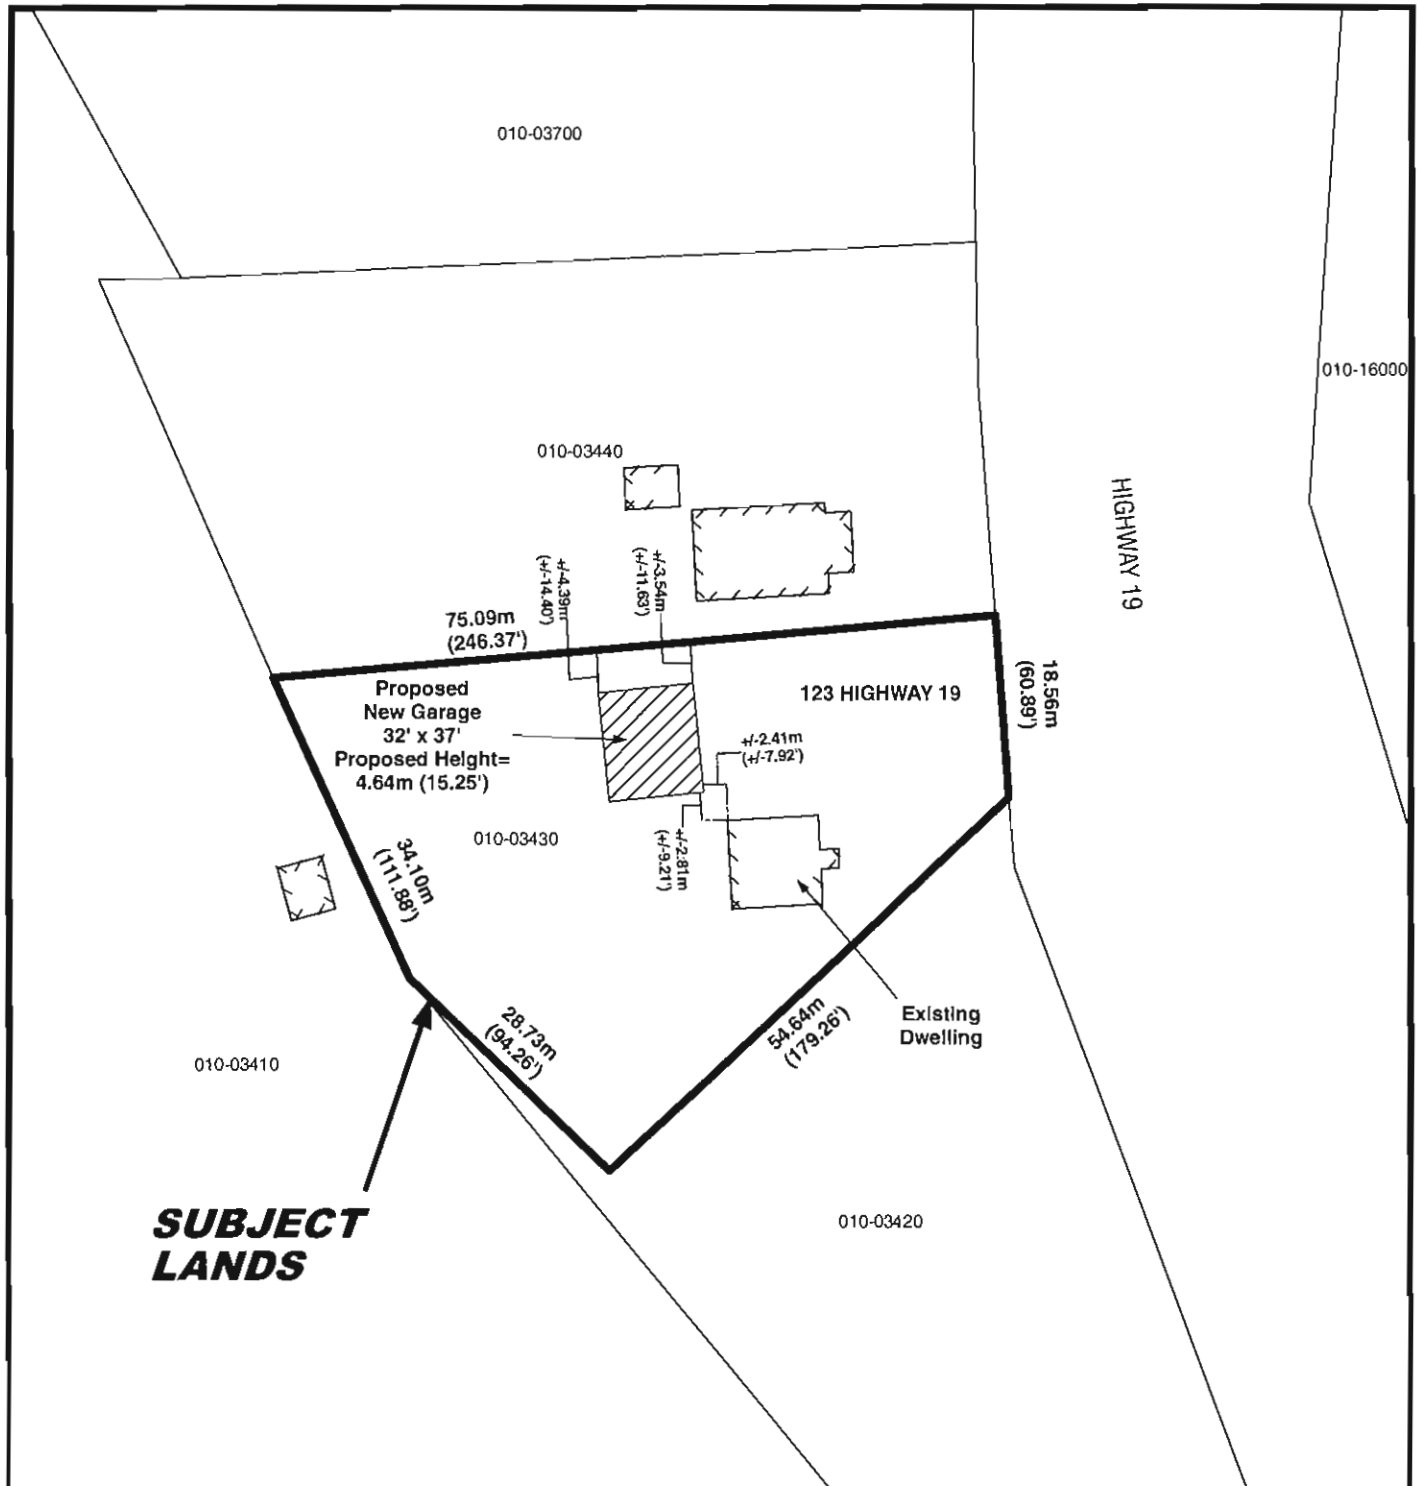 010-03700
010-16000
010-03440
HIGHWAY 19
+/-4.39m
(+/-14.40')
+/-3.54m
(+/-11.63')
75.09m
(246.37')
18.56m
(60.89')
Proposed
New Garage
32' x 37'
Proposed Height=
4.64m (15.25')
123 HIGHWAY 19
+/-2.41m
(+/-7.92')
010-03430
+/-2.81m
(+/-9.21')
34.10m
(111.88')
28.73m
(94.26')
54.64m
(179.26')
Existing
Dwelling
010-03410
SUBJECT
LANDS
010-03420